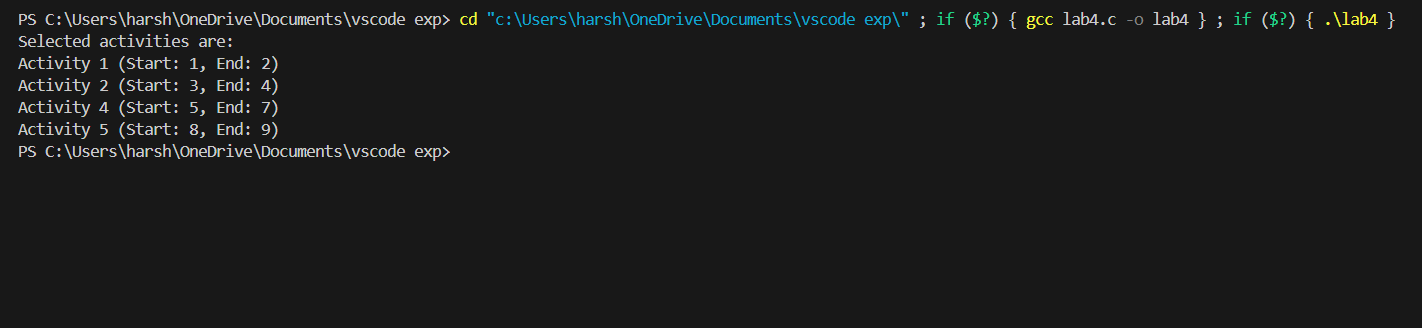 PS C:\Users\harsh\OneDrive\Documents\vscode exp> cd "c:\Users\harsh\OneDrive\Documents\vscode exp\" ; if ($?) { gcc lab4.c -o lab4 } ; if ($?) { .\lab4 }
Selected activities are:
Activity 1 (Start: 1, End: 2)
Activity 2 (Start: 3, End: 4)
Activity 4 (Start: 5, End: 7)
Activity 5 (Start: 8, End: 9)
PS C:\Users\harsh\OneDrive\Documents\vscode exp>